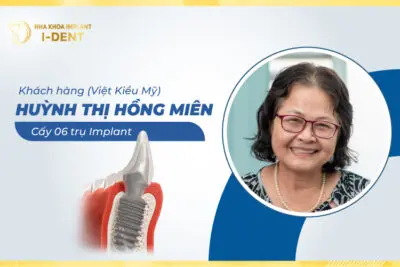 NHA KHOA IMPLANT
I-DENT
Khách hàng (Việt Kiều Mỹ)
HUỲNH THỊ HỒNG MIÊN
Cấy 06 trụ Implant